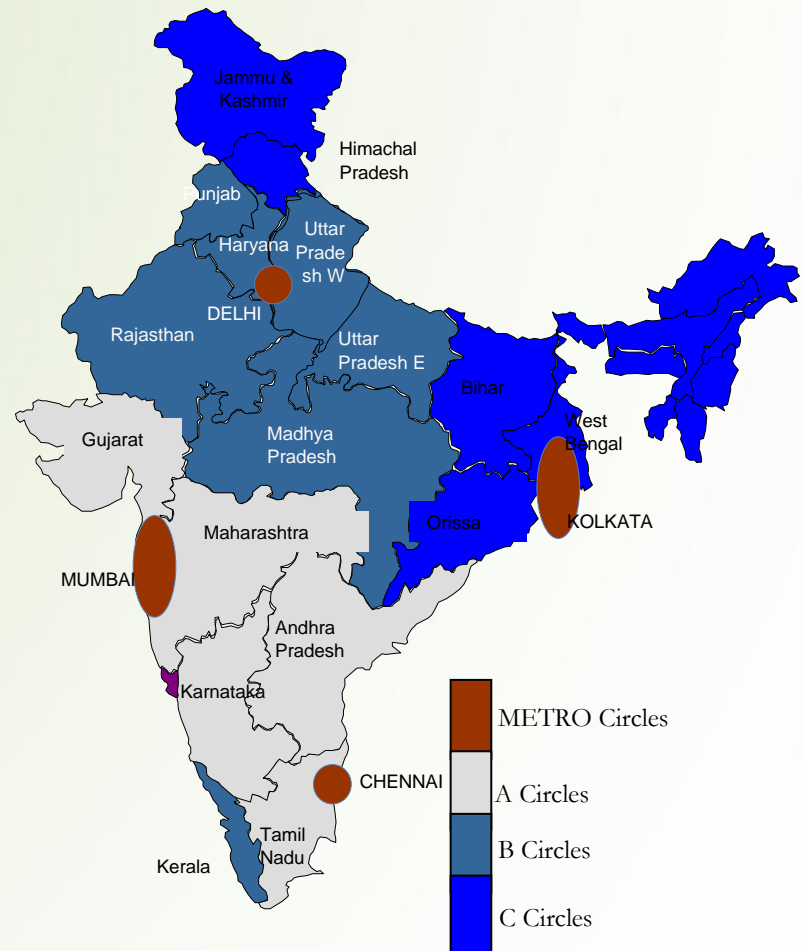 Jammu &
Kashmir
Himachal
Pradesh
Punjab
Haryana
Uttar
Prade
sh W
DELHI
Rajasthan
Uttar
Pradesh E
Bihar
Gujarat
Madhya
Pradesh
West
Bengal
Maharashtra
Orissa
KOLKATA
MUMBAI
Andhra
Pradesh
Karnataka
METRO Circles
CHENNAI
A Circles
Tamil
Nadu
Kerala
B Circles
C Circles